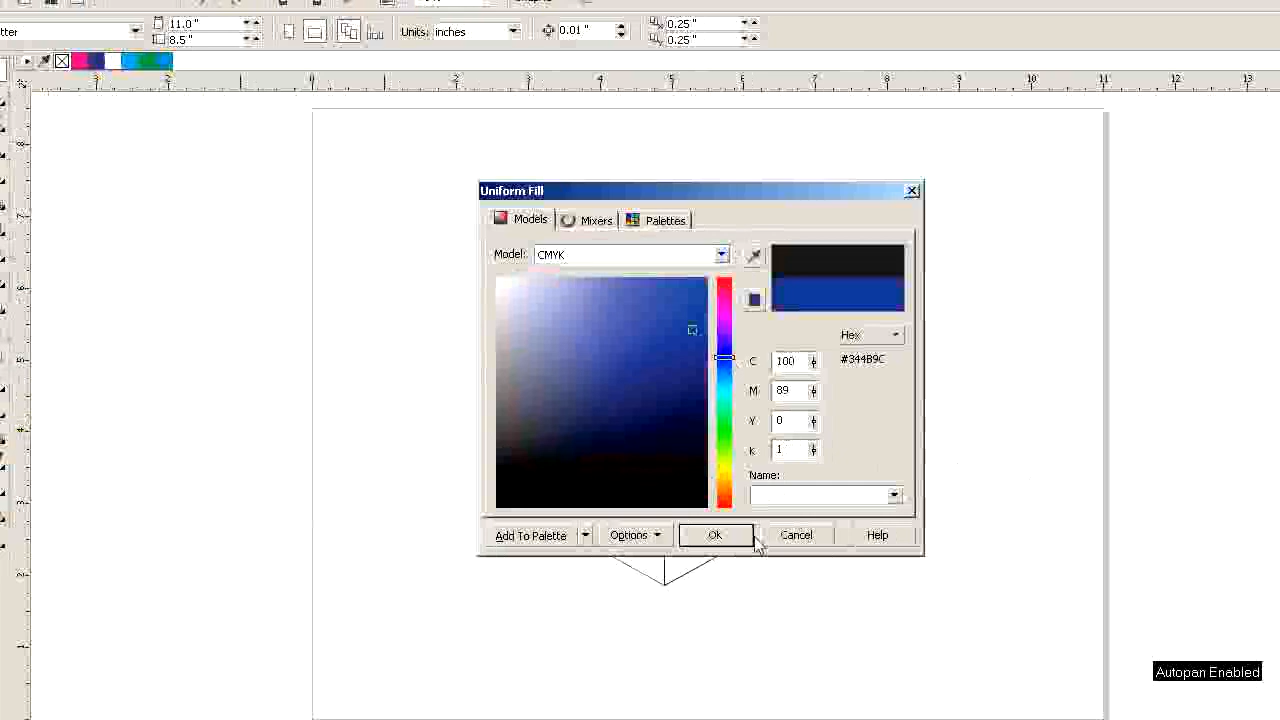 tter
11.0 "
8.5 "
Units: inches
0.01 "
0.25 "
0.25 "
0 2 3 4 5 6 7 8 9 10 11 12 13
Uniform Fill
Models Mixers Palettes
Model: CMYK
Hex
C 100 #344B9C
M 89
Y 0
K 1
Name:
Add To Palette Options Ok Cancel Help
Autopan Enabled